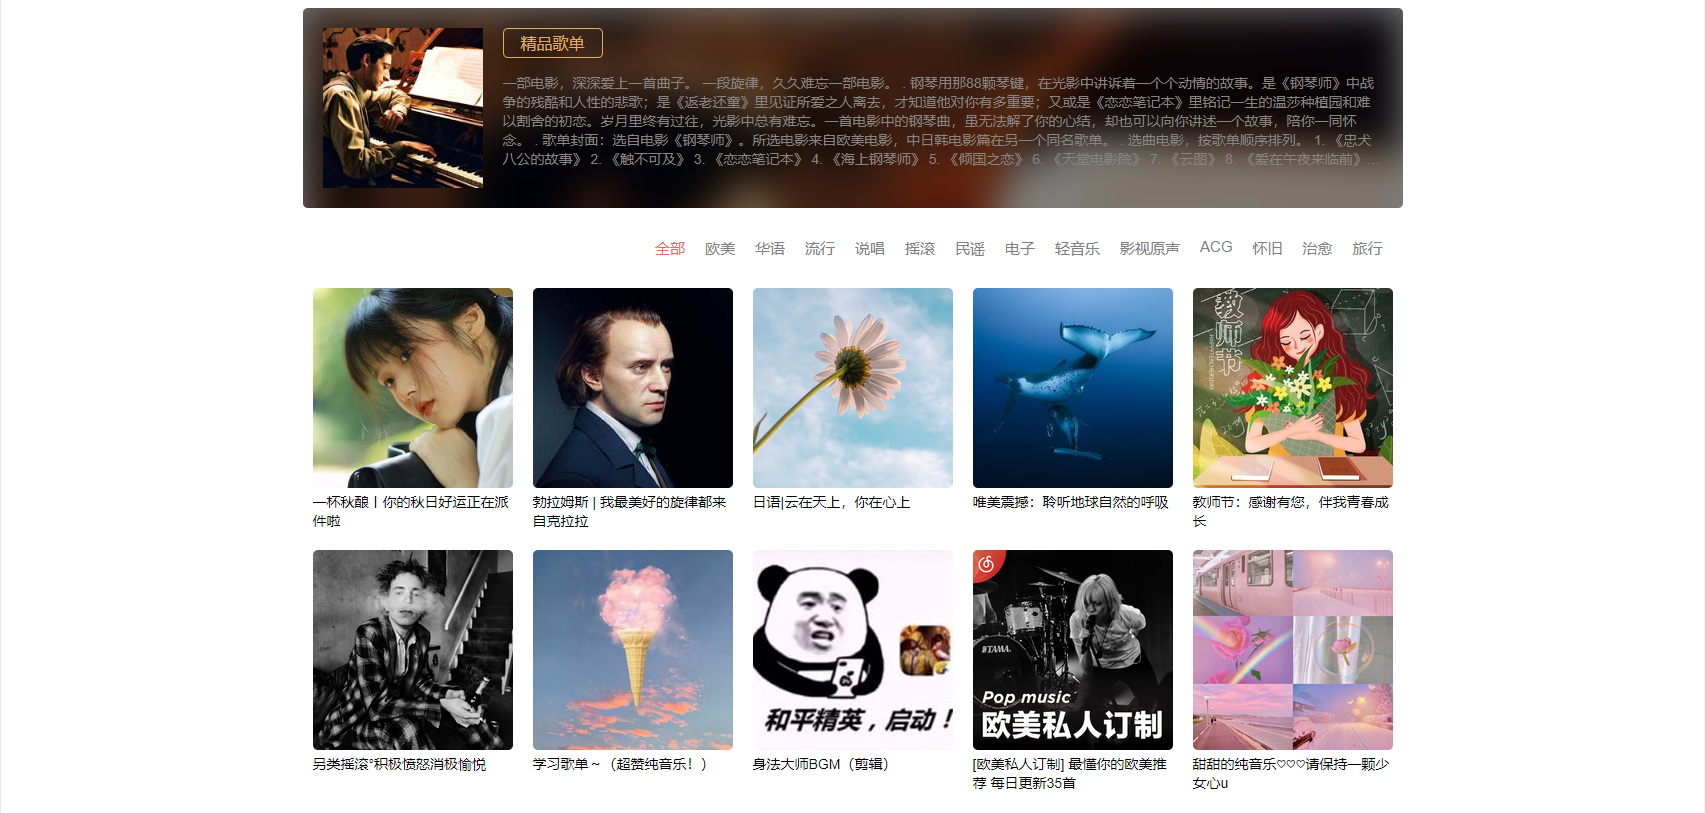 精品歌单
一部电影，深深爱上一首曲子。 一段旋律，久久难忘一部电影。 . 钢琴用那88颗琴键，在光影中讲诉着一个个动情的故事。是《钢琴师》中战
争的残酷和人性的悲歌；是《返老还童》里见证所爱之人离去，才知道他对你有多重要；又或是《恋恋笔记本》里铭记一生的温莎种植园和难
以割舍的初恋。岁月里终有过往，光影中总有难忘。一首电影中的钢琴曲，虽无法解了你的心结，却也可以向你讲述一个故事，陪你一同怀
念。 . 歌单封面：选自电影《钢琴师》。所选电影来自欧美电影，中日韩电影篇在另一个同名歌单。 . 选曲电影，按歌单顺序排列。 1. 《忠犬
八公的故事》 2. 《触不可及》 3. 《恋恋笔记本》 4. 《海上钢琴师》 5. 《倾国之恋》 6. 《天堂电影院》 7. 《云图》 8. 《爱在午夜来临前》...
全部 欧美 华语 流行 说唱 摇滚 民谣 电子 轻音乐 影视原声 ACG 怀旧 治愈 旅行
教师节
HAPPY TEACHERS' DAY
一杯秋酿丨你的秋日好运正在派
件啦
勃拉姆斯 | 我最美好的旋律都来
自克拉拉
日语|云在天上，你在心上
唯美震撼：聆听地球自然的呼吸
教师节：感谢有您，伴我青春成
长
和平精英，启动！
TAMA.
Pop music
欧美私人订制
另类摇滚°积极愤怒消极愉悦
学习歌单～（超赞纯音乐！）
身法大师BGM（剪辑）
[欧美私人订制] 最懂你的欧美推
荐 每日更新35首
甜甜的纯音乐♡♡♡请保持一颗少
女心u